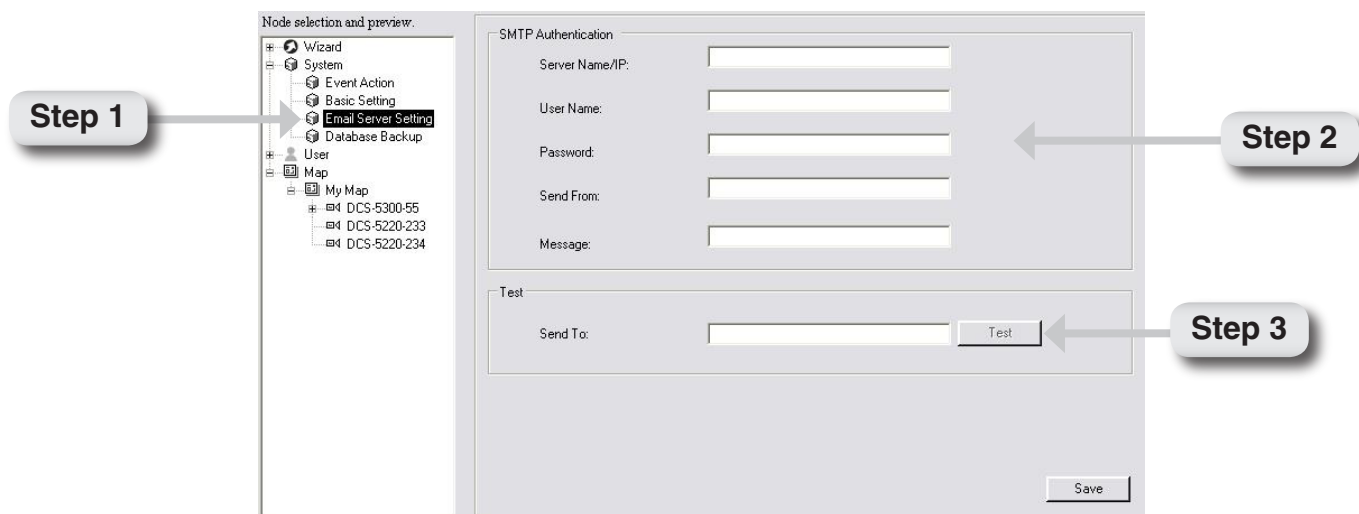 Node selection and preview.
Wizard
System
Event Action
Basic Setting
Email Server Setting
Database Backup
User
Map
My Map
DCS-5300-55
DCS-5220-233
DCS-5220-234
Step 1
SMTP Authentication
Server Name/IP:
User Name:
Password:
Send From:
Message:
Step 2
Test
Send To:
Test
Step 3
Save